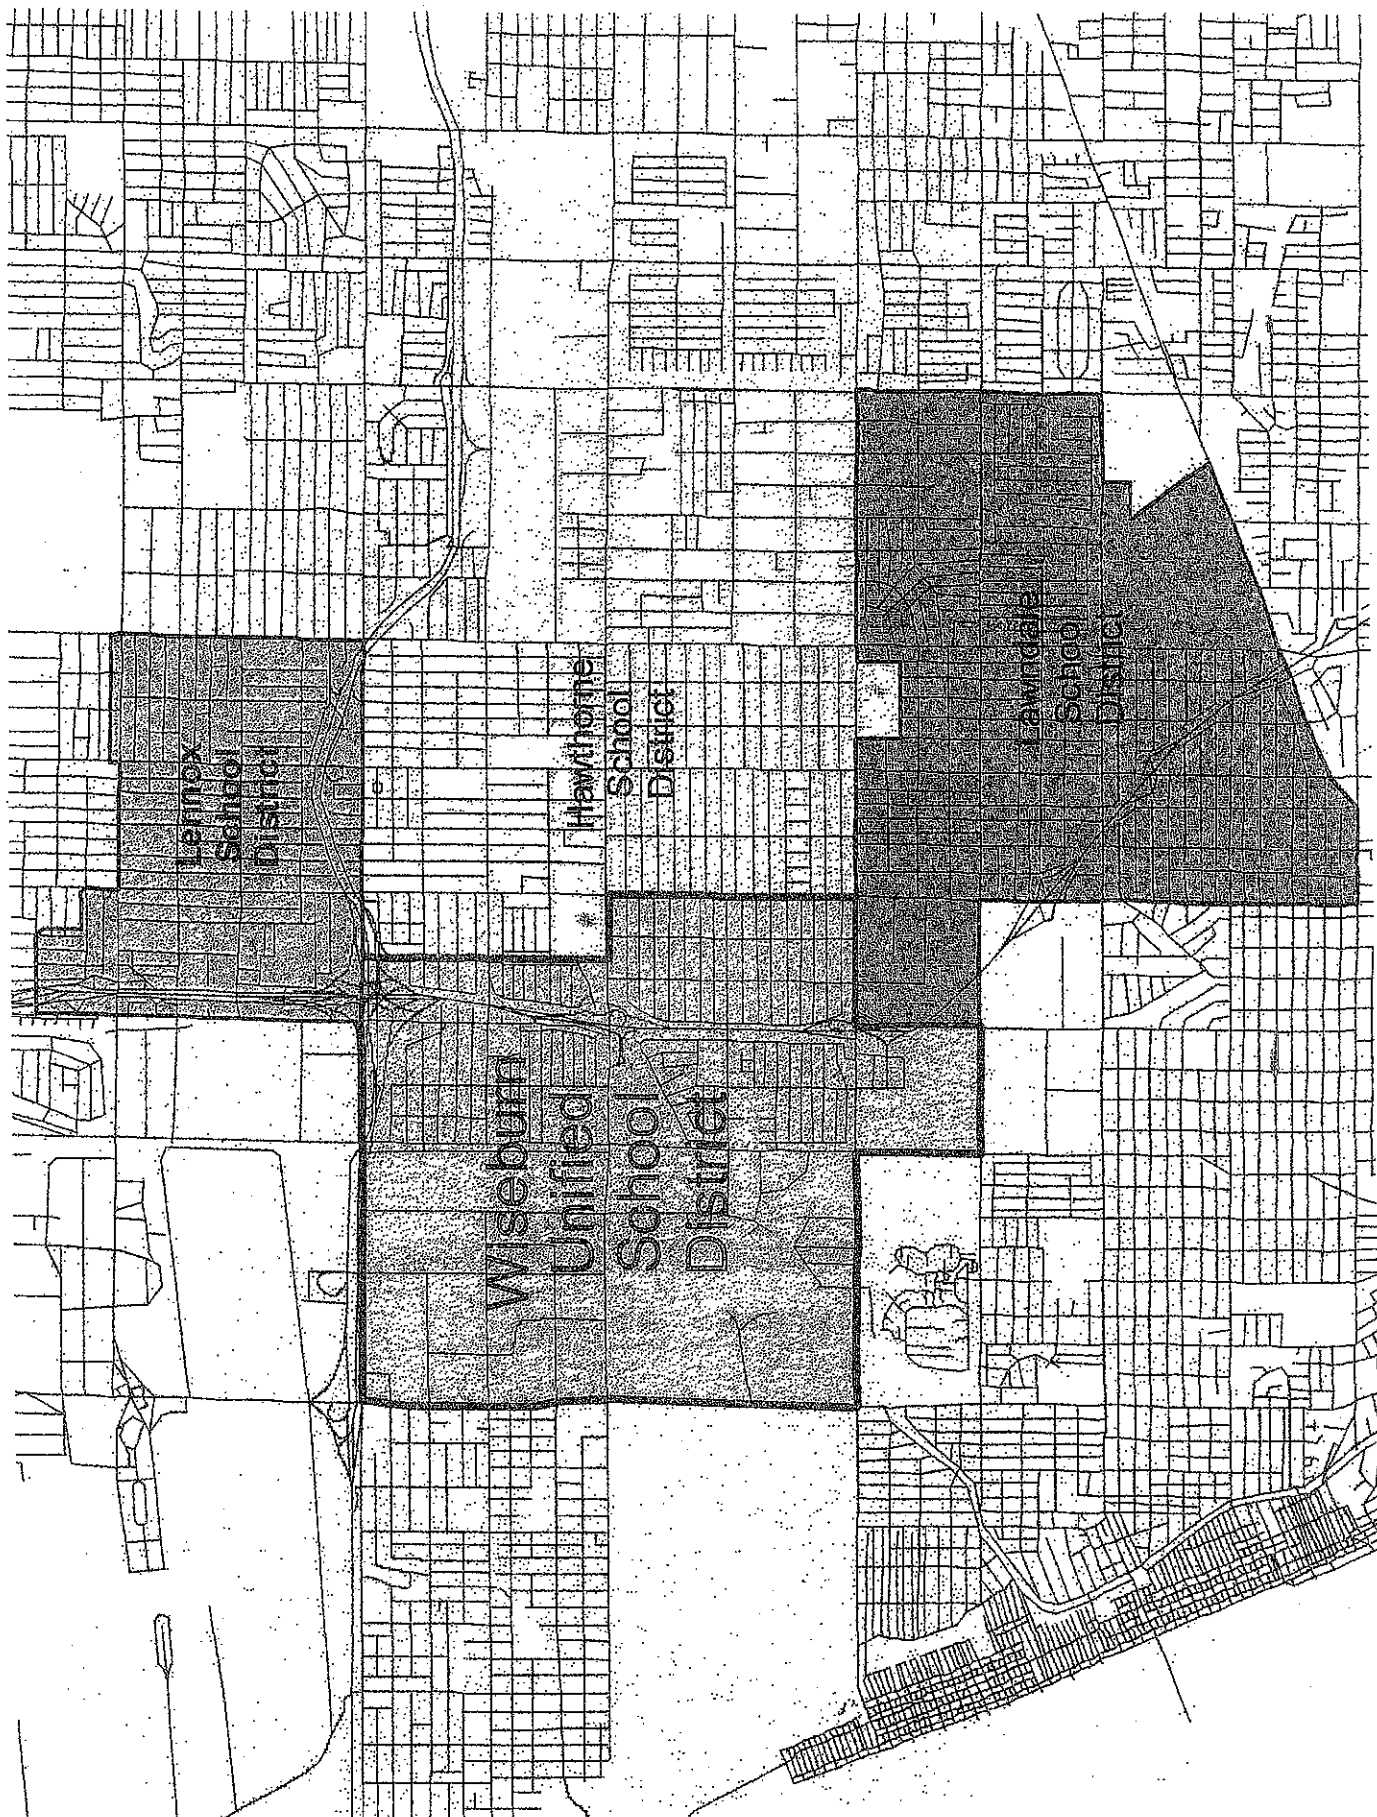 Lennox
School
District
Hawthorne
School
District
Lawndale
School
District
Wiseburn
Unified
School
District